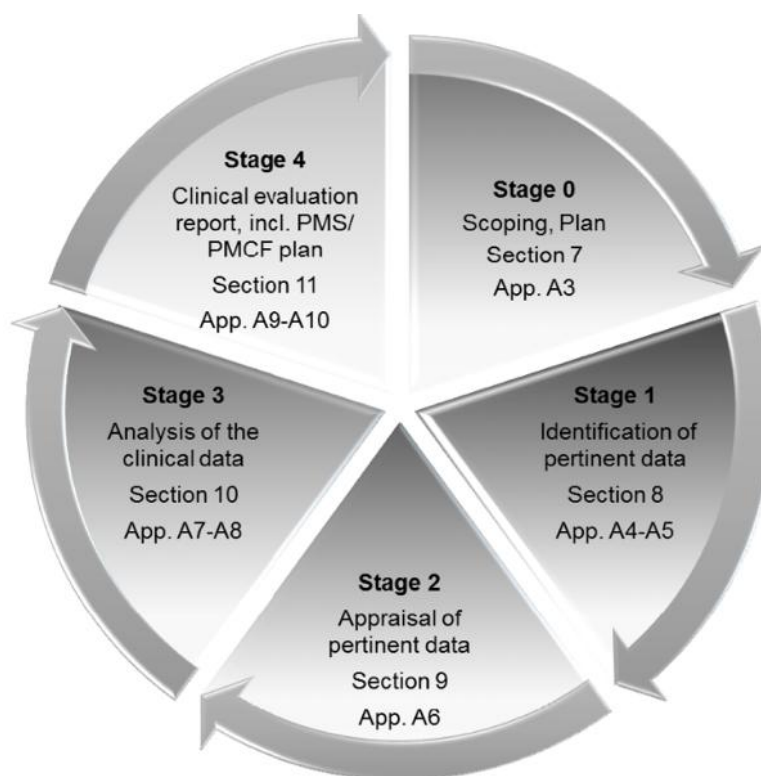 Stage 0
Scoping, Plan
Section 7
App. A3
Stage 1
Identification of
pertinent data
Section 8
App. A4-A5
Stage 2
Appraisal of
pertinent data
Section 9
App. A6
Stage 3
Analysis of the
clinical data
Section 10
App. A7-A8
Stage 4
Clinical evaluation
report, incl. PMS/
PMCF plan
Section 11
App. A9-A10